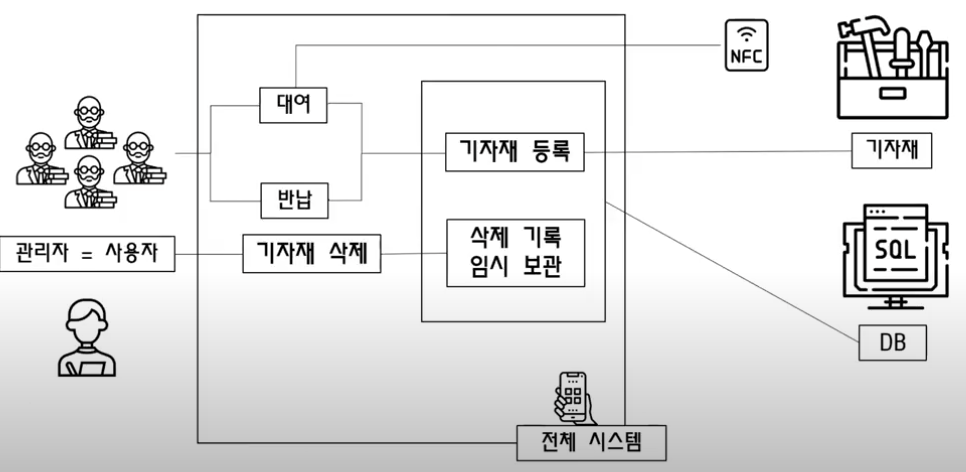 NFC
대여
기자재 등록
기자재
반납
관리자 = 사용자
기자재 삭제
삭제 기록
임시 보관
SQL
DB
전체 시스템